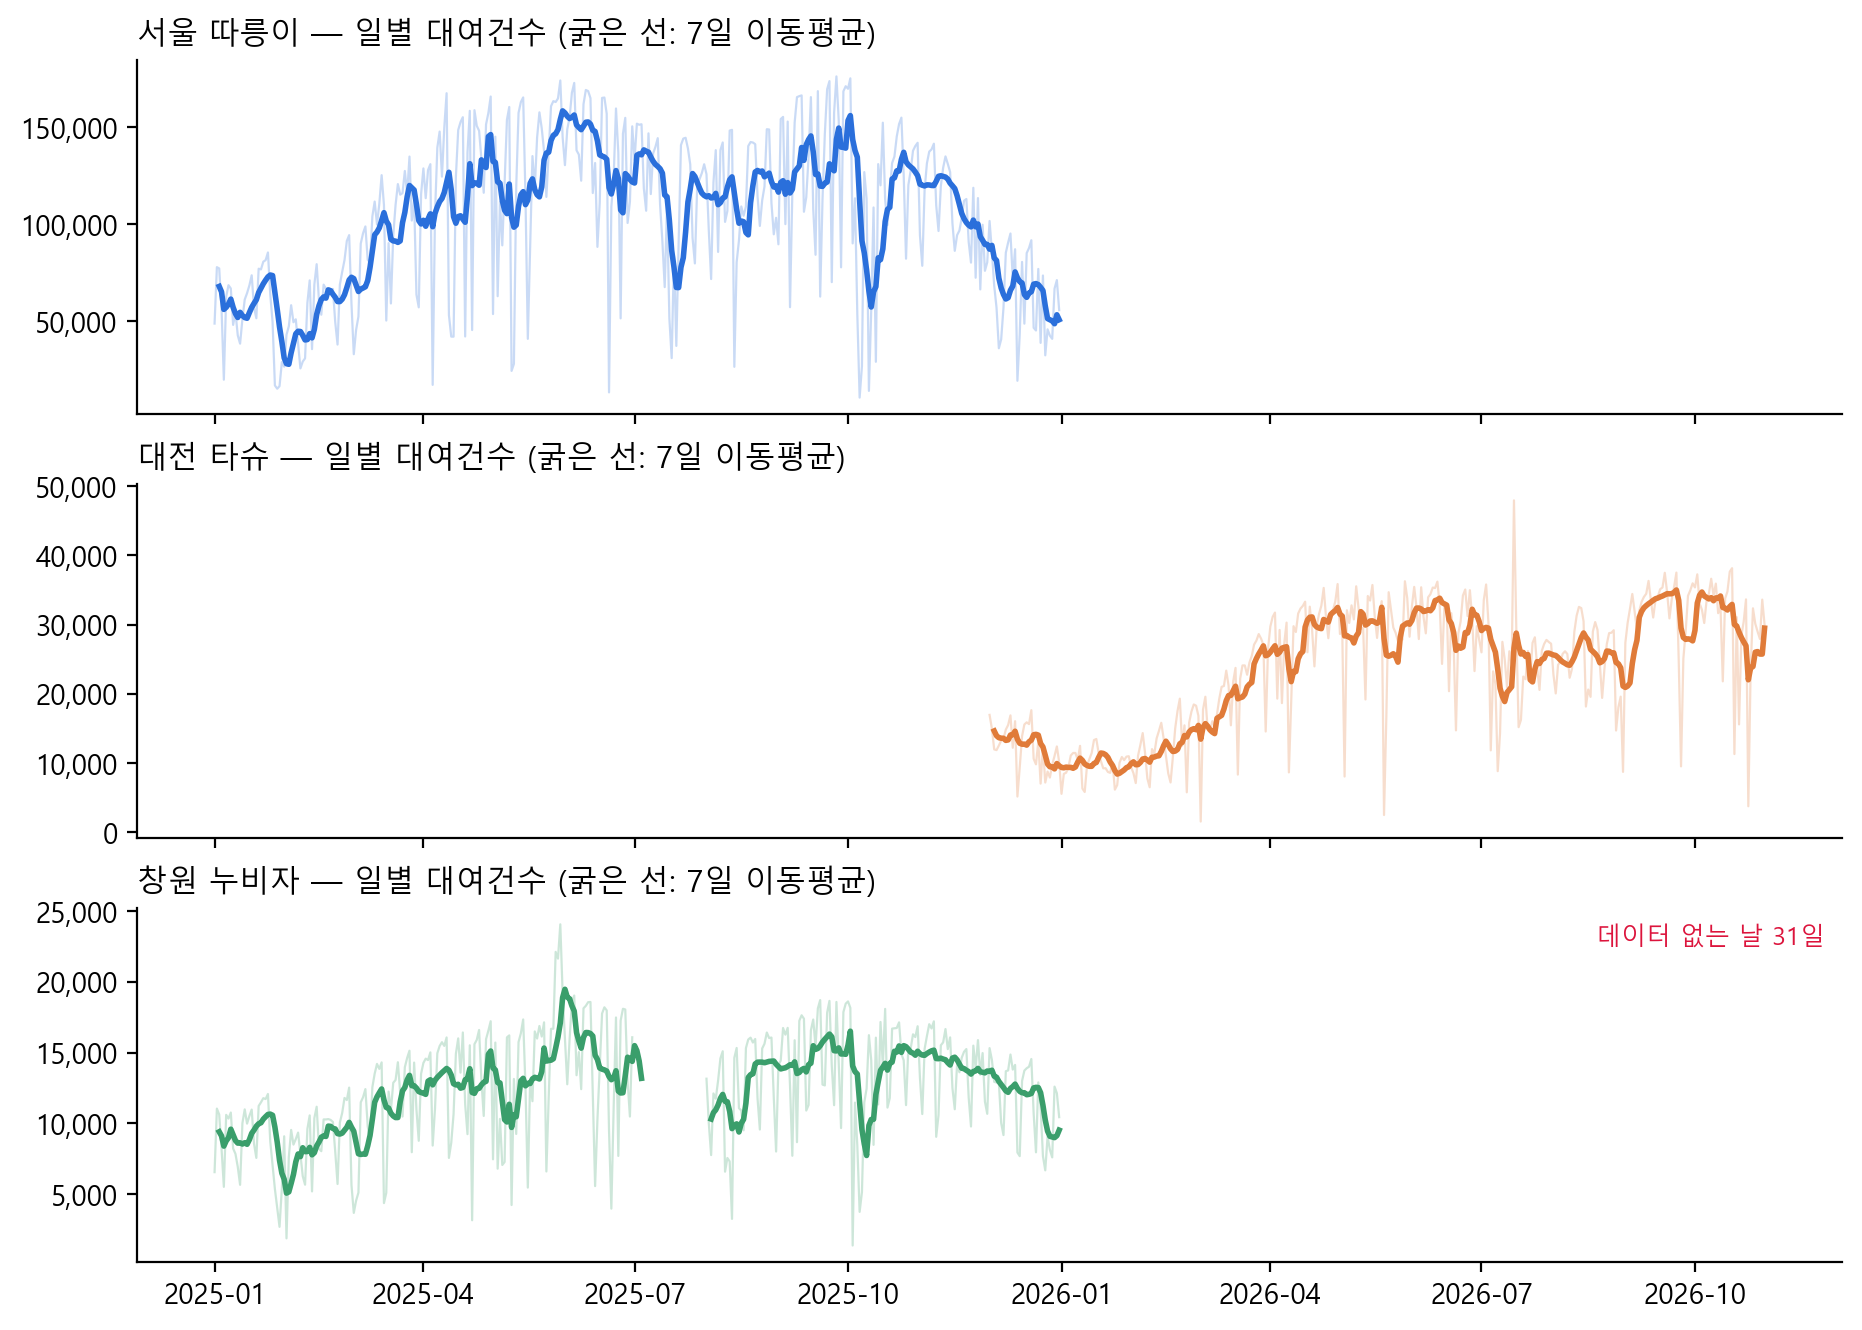 서울 따릉이 — 일별 대여건수 (굵은 선: 7일 이동평균)
150,000
100,000
50,000
대전 타슈 — 일별 대여건수 (굵은 선: 7일 이동평균)
50,000
40,000
30,000
20,000
10,000
0
창원 누비자 — 일별 대여건수 (굵은 선: 7일 이동평균)
25,000
데이터 없는 날 31일
20,000
15,000
10,000
5,000
2025-01 2025-04 2025-07 2025-10 2026-01 2026-04 2026-07 2026-10